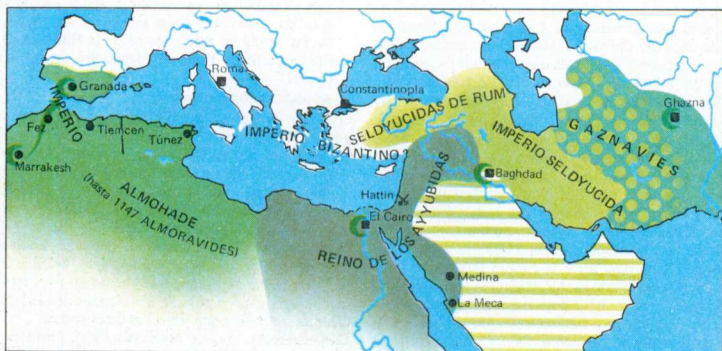 Granada
Roma
Constantinopla
Ghazna
IMPERIO
Fez
Tlemcen
Túnez
Marrakesh
ALMOHADE
(hasta 1147 ALMORAVIDES)
IMPERIO
BIZANTINO
SELDYUCIDAS DE RUM
IMPERIO SELDYUCIDA
GAZNAVIES
Baghdad
Hattin
El Cairo
REINO DE LOS AYYUBIDAS
Medina
La Meca